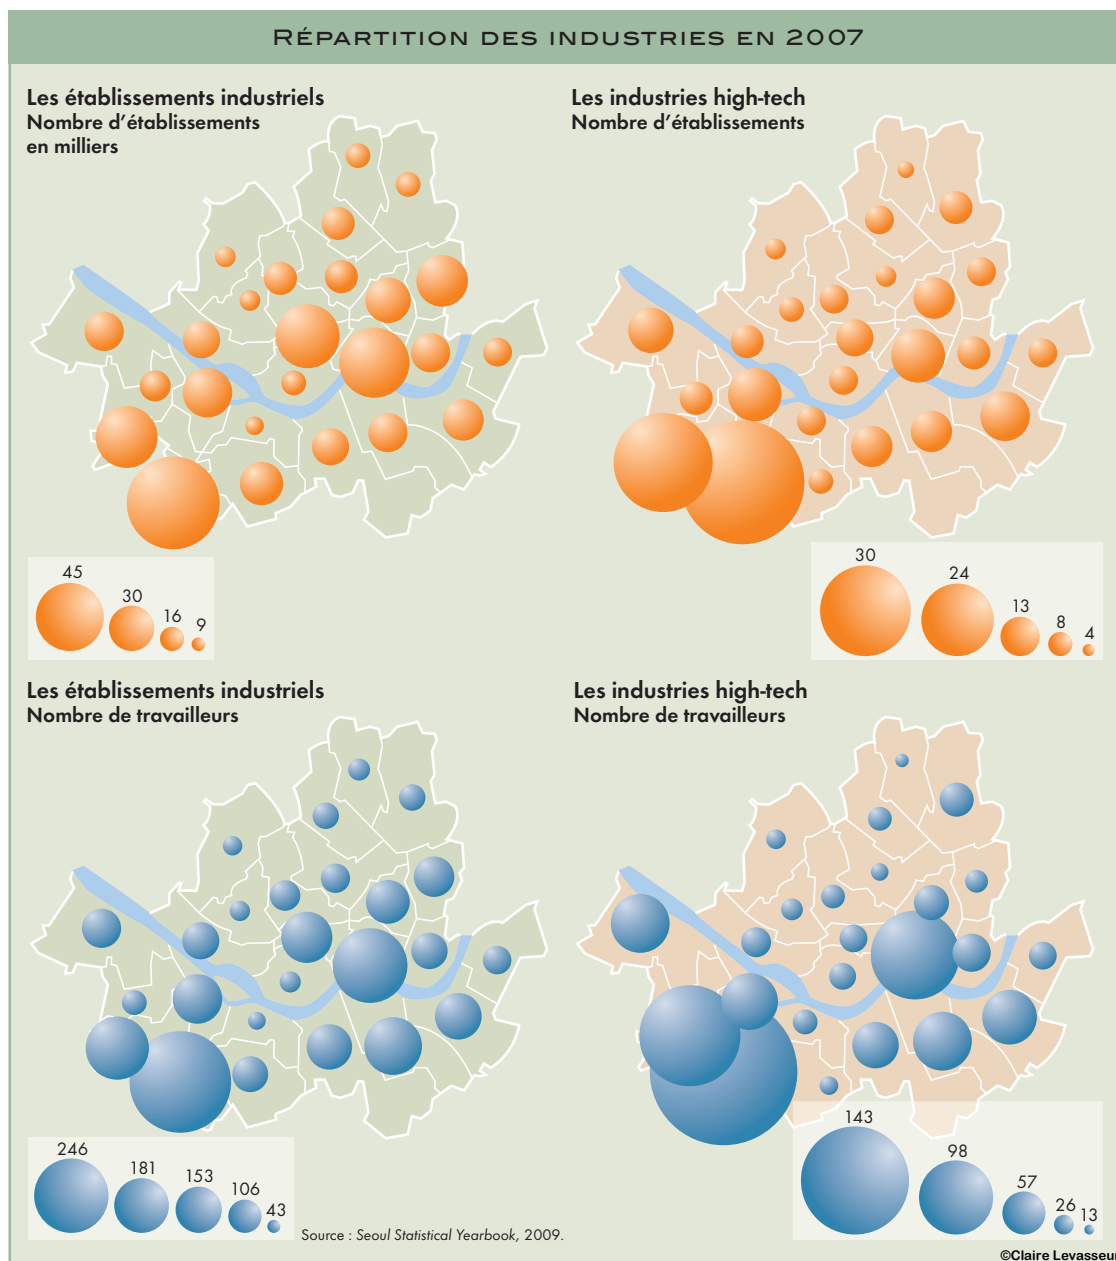 RÉPARTITION DES INDUSTRIES EN 2007
Les établissements industriels
Nombre d'établissements
en milliers
Les industries high-tech
Nombre d'établissements
45
30
16
9
30
24
13
8
4
Les établissements industriels
Nombre de travailleurs
Les industries high-tech
Nombre de travailleurs
246
181
153
106
43
143
98
57
26
13
Source : Seoul Statistical Yearbook, 2009.
©Claire Levasseur